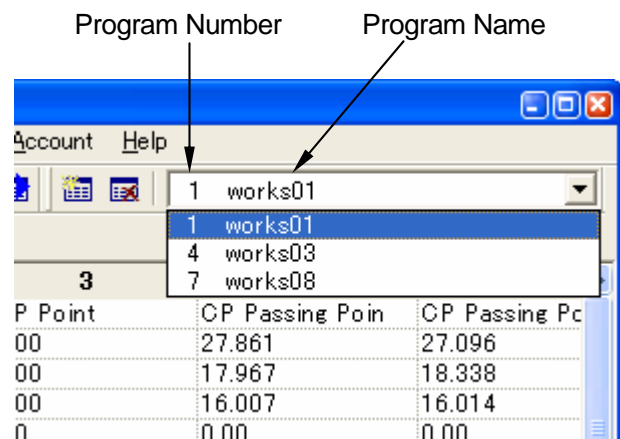 Program Number Program Name
Account Help
1 works01
1 works01
4 works03
7 works08
3
P Point CP Passing Poin CP Passing Pc
00 27.861 27.096
00 17.967 18.338
00 16.007 16.014
0 0.00 0.00